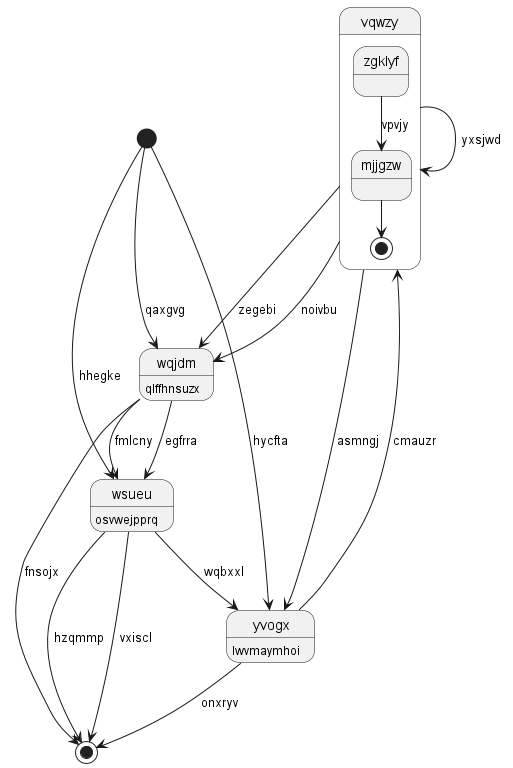 vqwzy
zgklyf
vpvjy
yxsjwd
mjjgzw
qaxgvg
zegebi
noivbu
wqjdm
hhegke
qlffhnsuzx
fmlcny
egfrra
hycfta
asmngj
cmauzr
wsueu
osvwejpprq
fnsojx
wqbxxl
yvogx
hzqmmp
vxiscl
lwvmaymhoi
onxryv